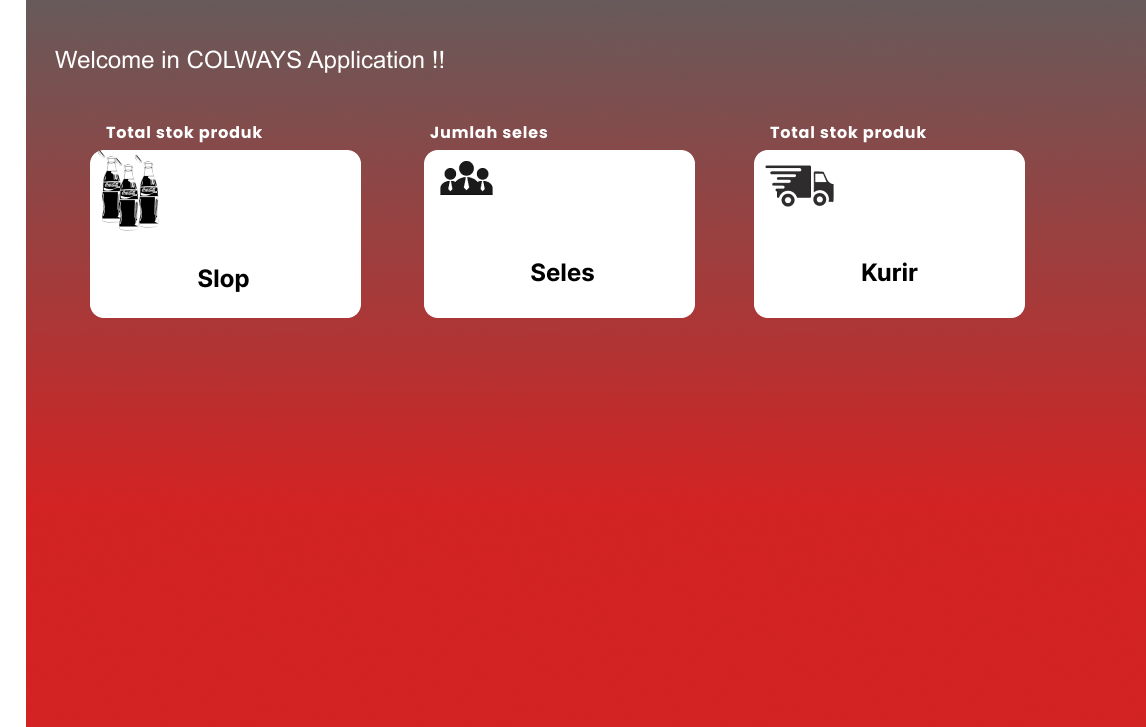 Welcome in COLWAYS Application !!
Total stok produk
Jumlah seles
Total stok produk
Slop
Seles
Kurir